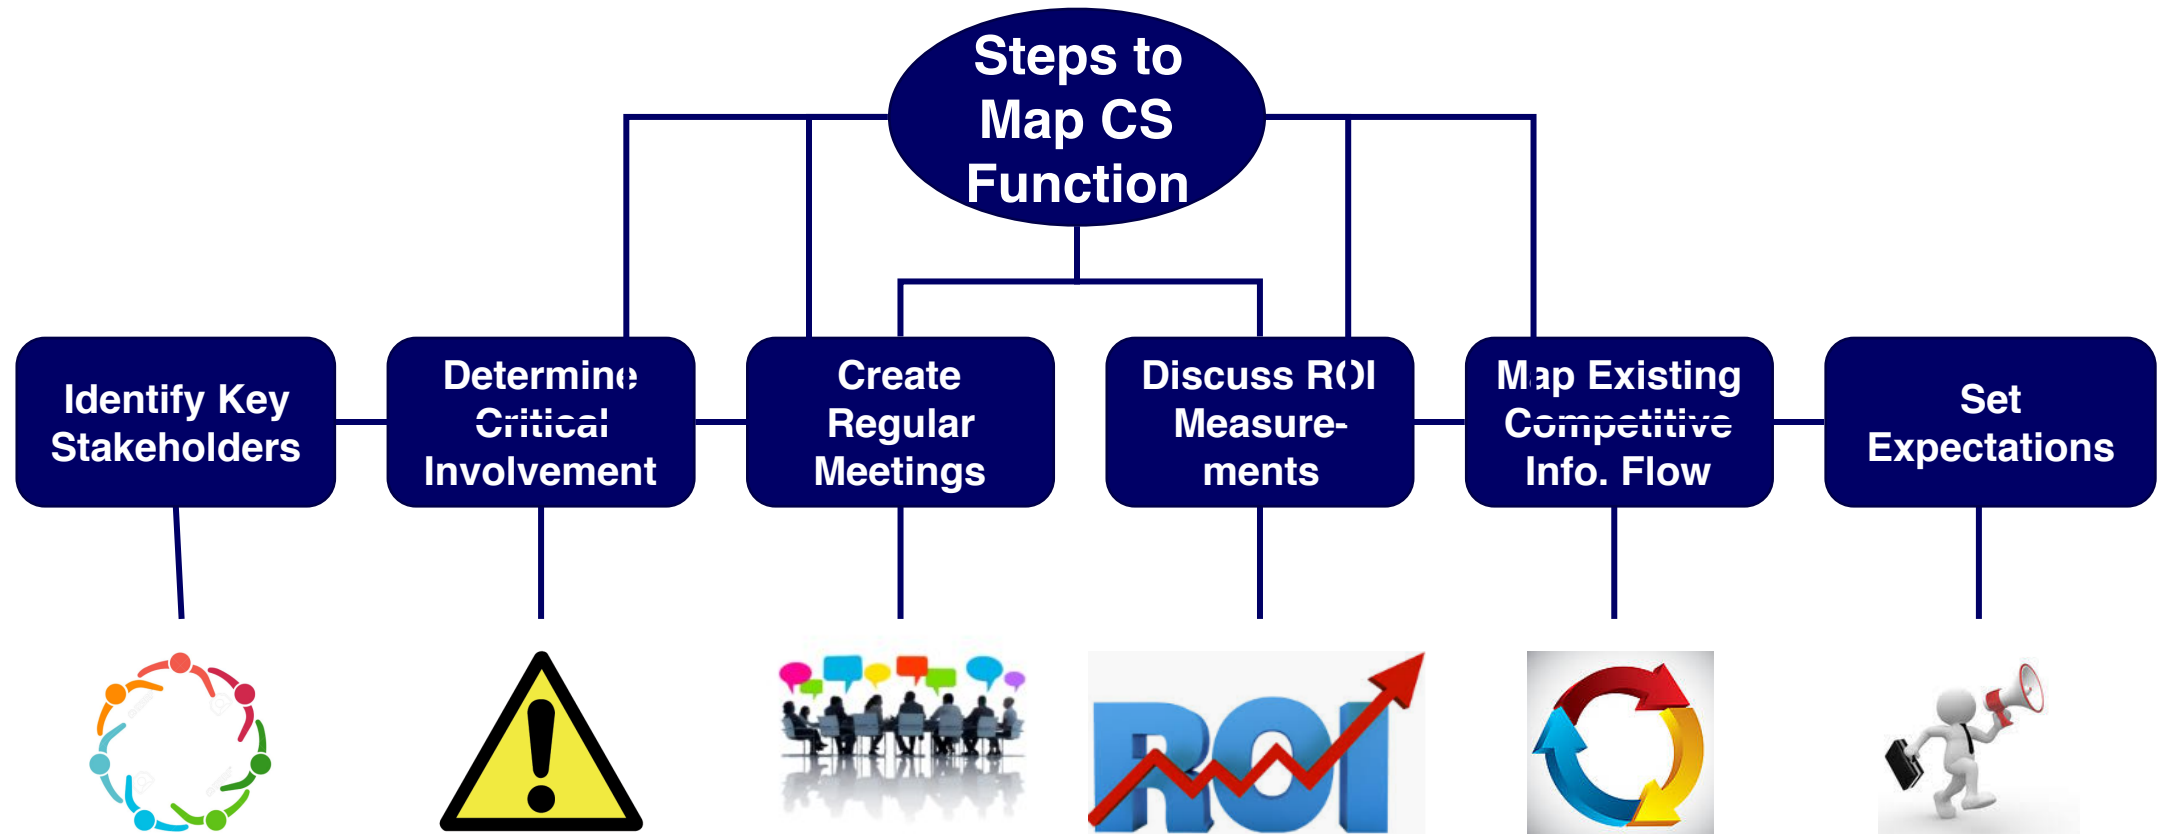 Steps to
Map CS
Function
Identify Key
Stakeholders
Determine
Critical
Involvement
Create
Regular
Meetings
Discuss ROI
Measure-
ments
Map Existing
Competitive
Info. Flow
Set
Expectations
ROI